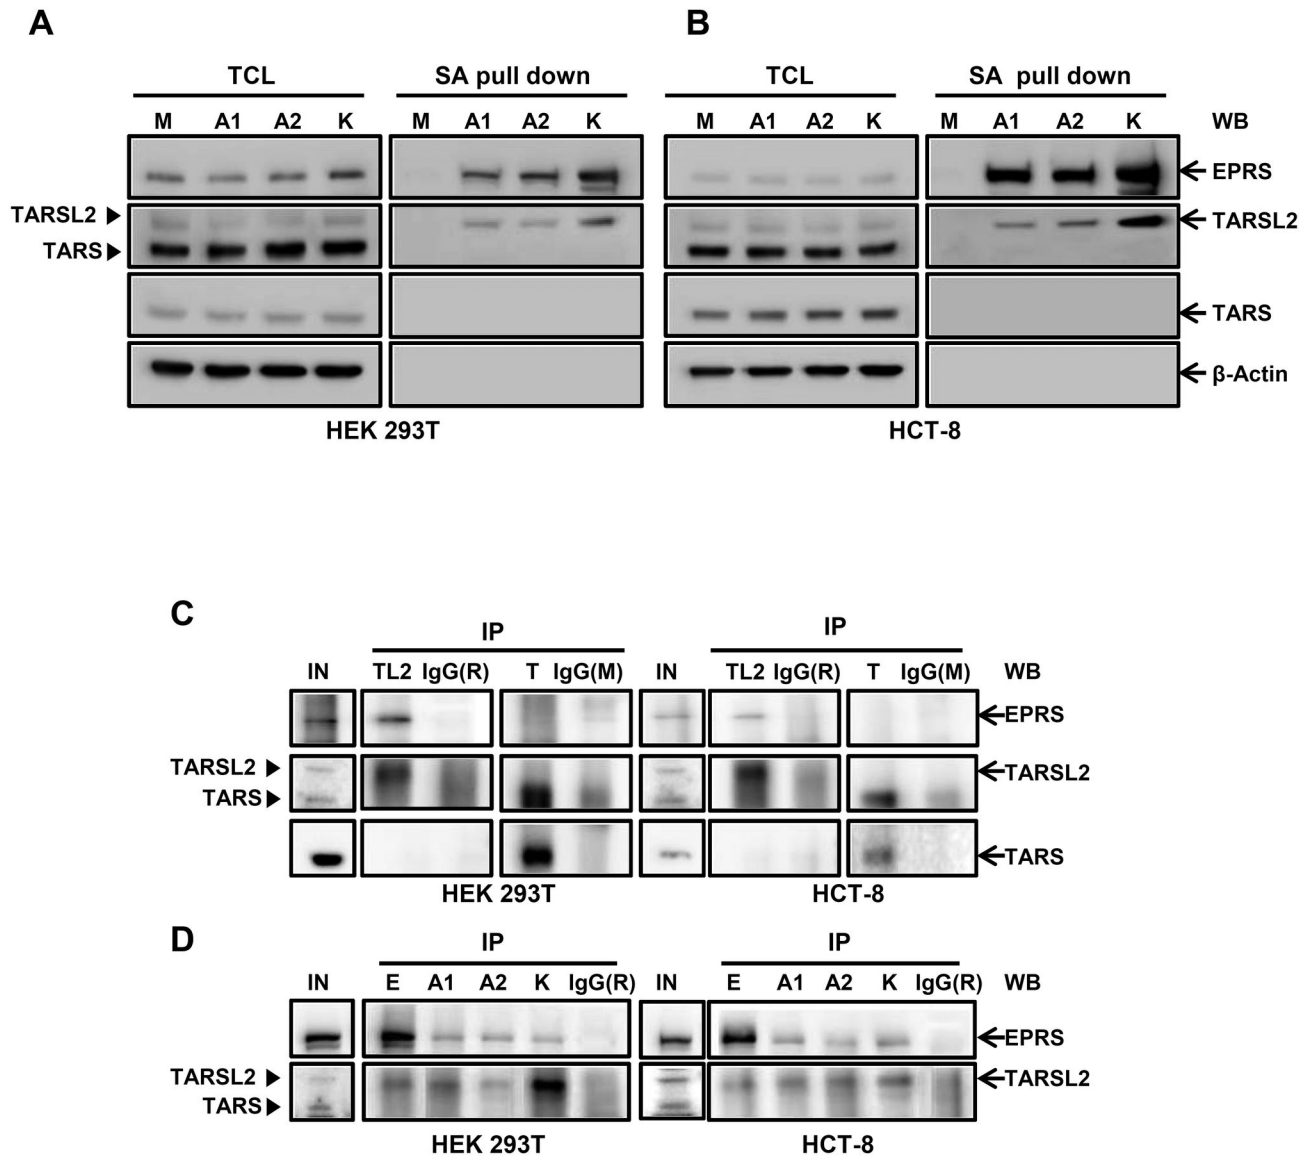 A B
TCL SA pull down TCL SA pull down
M A1 A2 K M A1 A2 K M A1 A2 K M A1 A2 K WB
EPRS
TARSL2 TARSL2
TARS
TARS
β-Actin
HEK 293T HCT-8
C
IP IP
IN TL2 IgG(R) T IgG(M) IN TL2 IgG(R) T IgG(M) WB
EPRS
TARSL2 TARSL2
TARS
TARS
HEK 293T HCT-8
D
IP IP
IN E A1 A2 K IgG(R) IN E A1 A2 K IgG(R) WB
EPRS
TARSL2 TARSL2
TARS
HEK 293T HCT-8